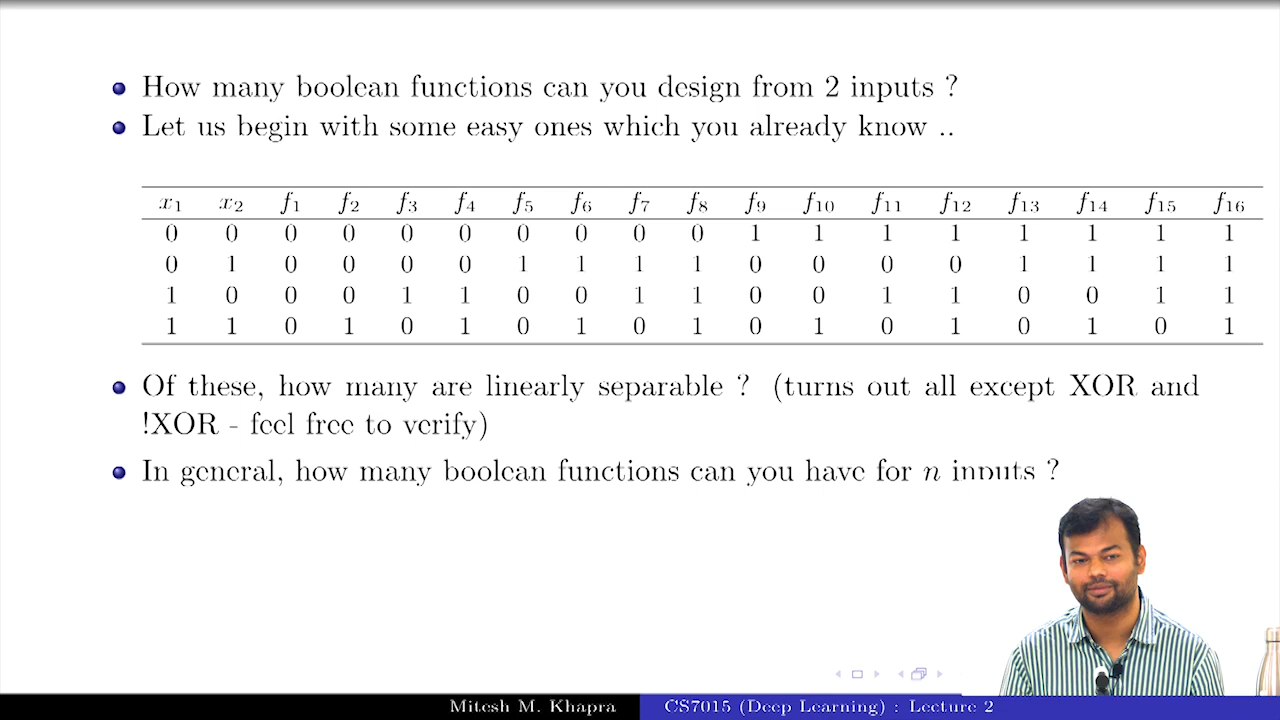 How many boolean functions can you design from 2 inputs ?
Let us begin with some easy ones which you already know ..
x1 x2 f1 f2 f3 f4 f5 f6 f7 f8 f9 f10 f11 f12 f13 f14 f15 f16
0 0 0 0 0 0 0 0 0 0 1 1 1 1 1 1 1 1
0 1 0 0 0 0 1 1 1 1 0 0 0 0 1 1 1 1
1 0 0 0 1 1 0 0 1 1 0 0 1 1 0 0 1 1
1 1 0 1 0 1 0 1 0 1 0 1 0 1 0 1 0 1
Of these, how many are linearly separable ? (turns out all except XOR and
!XOR - feel free to verify)
In general, how many boolean functions can you have for n inputs ?
Mitesh M. Khapra CS7015 (Deep Learning) : Lecture 2